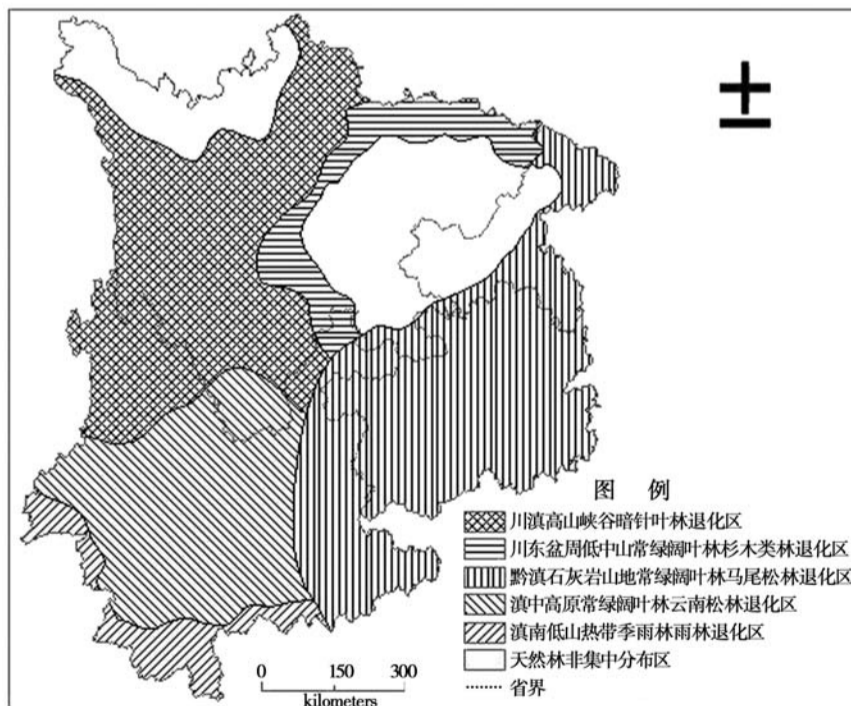 图 例
川滇高山峡谷暗针叶林退化区
川东盆周低中山常绿阔叶林杉木类林退化区
黔滇石灰岩山地常绿阔叶林马尾松林退化区
滇中高原常绿阔叶林云南松林退化区
滇南低山热带季雨林雨林退化区
天然林非集中分布区
省界
0 150 300
kilometers